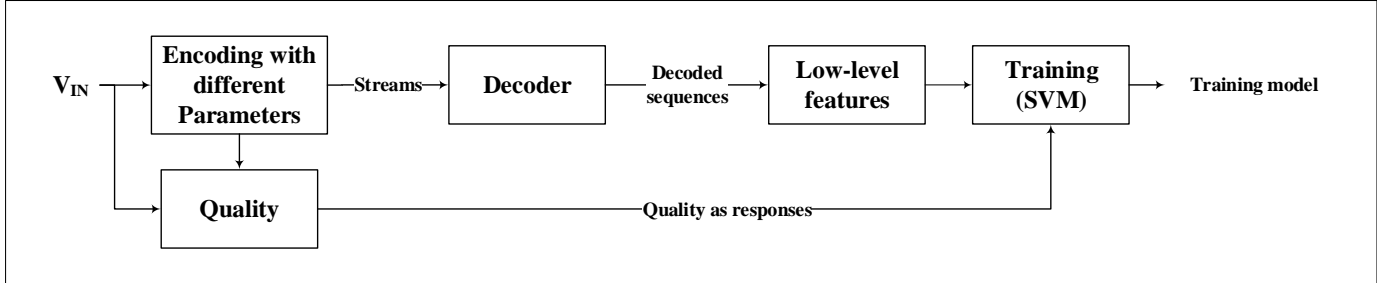 V_IN
Encoding with
different
Parameters
Streams
Decoder
Decoded
sequences
Low-level
features
Training
(SVM)
Training model
Quality
Quality as responses